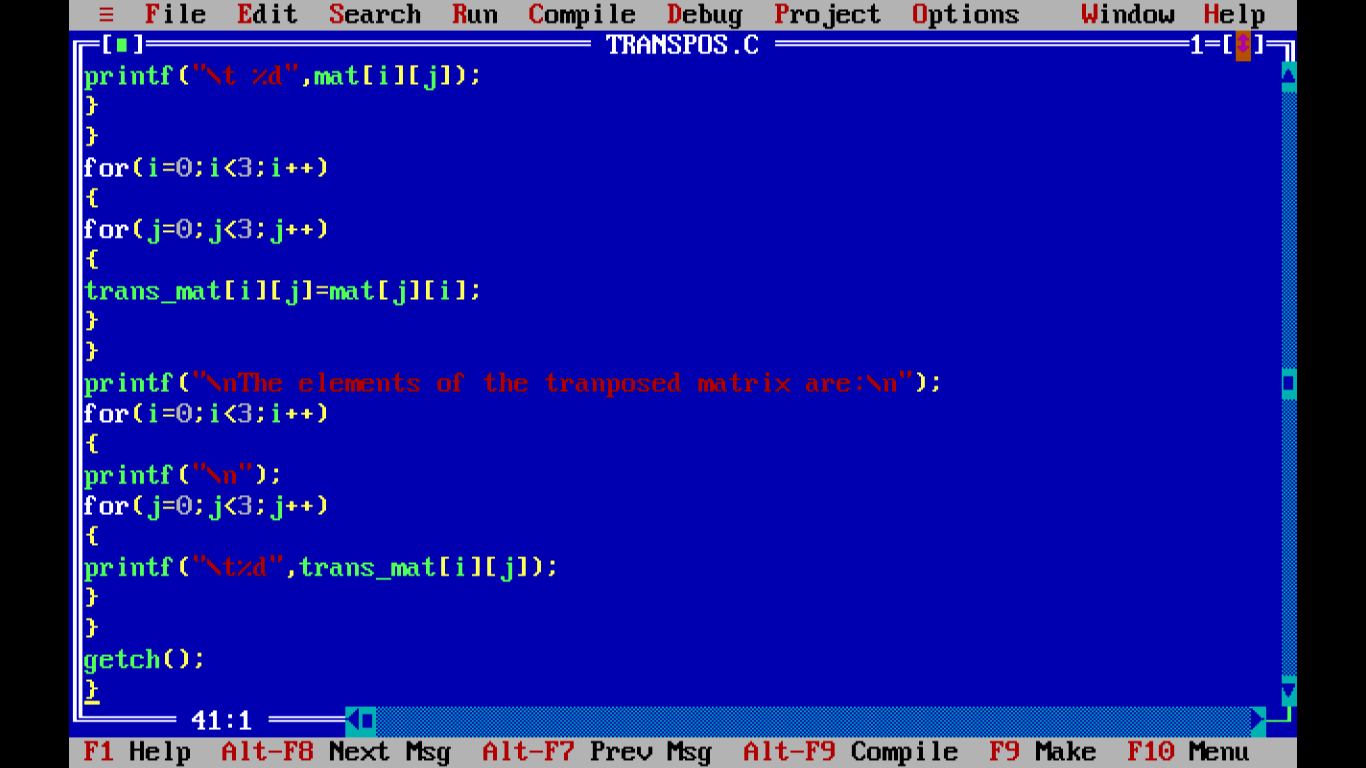 ≡ File Edit Search Run Compile Debug Project Options Window Help
[■] TRANSPOS.C 1=[↕]
printf("\t %d",mat[i][j]);
}
}
for(i=0;i<3;i++)
{
for(j=0;j<3;j++)
{
trans_mat[i][j]=mat[j][i];
}
}
printf("\nThe elements of the tranposed matrix are:\n");
for(i=0;i<3;i++)
{
printf("\n");
for(j=0;j<3;j++)
{
printf("\t%d",trans_mat[i][j]);
}
}
getch();
}
41:1
F1 Help Alt-F8 Next Msg Alt-F7 Prev Msg Alt-F9 Compile F9 Make F10 Menu